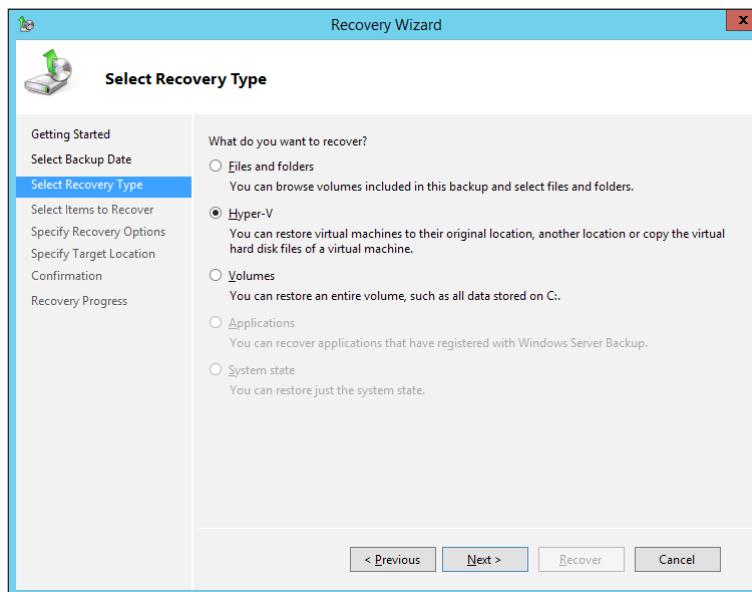 Recovery Wizard
x
Select Recovery Type
Getting Started
Select Backup Date
Select Recovery Type
Select Items to Recover
Specify Recovery Options
Specify Target Location
Confirmation
Recovery Progress
What do you want to recover?
Files and folders
You can browse volumes included in this backup and select files and folders.
Hyper-V
You can restore virtual machines to their original location, another location or copy the virtual
hard disk files of a virtual machine.
Volumes
You can restore an entire volume, such as all data stored on C:.
Applications
You can recover applications that have registered with Windows Server Backup.
System state
You can restore just the system state.
< Previous
Next >
Recover
Cancel